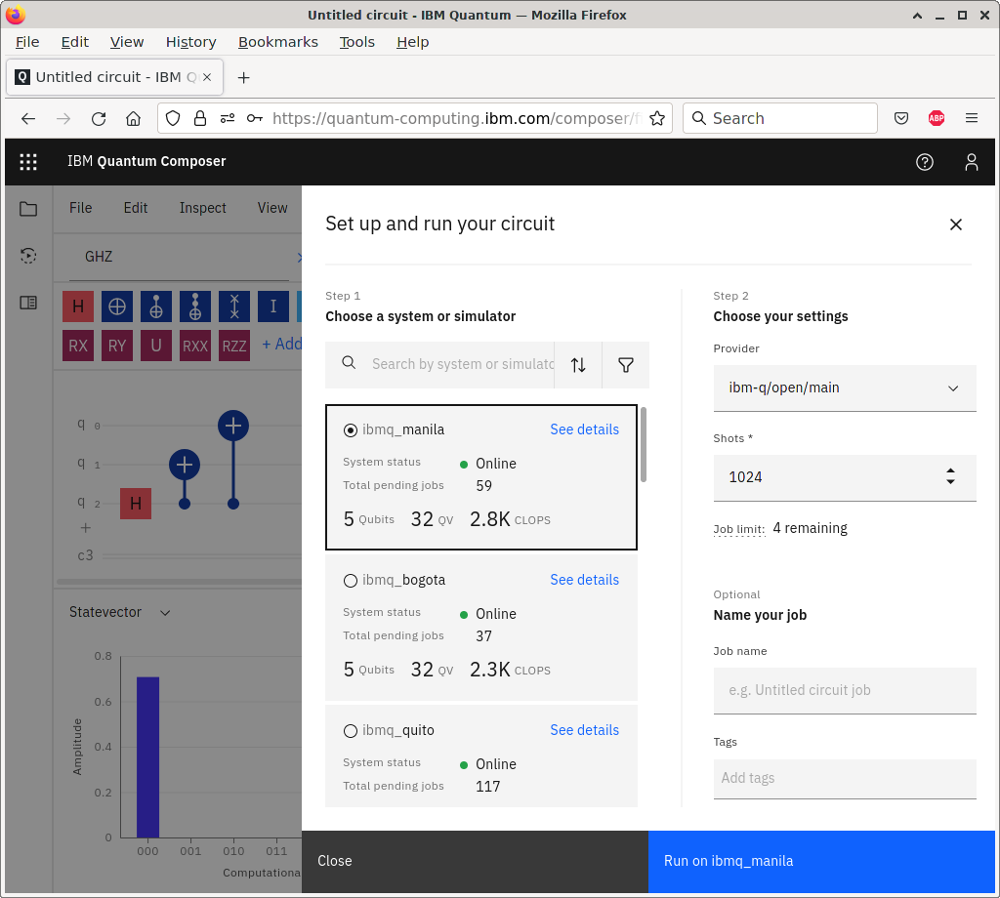 Untitled circuit - IBM Quantum — Mozilla Firefox
File Edit View History Bookmarks Tools Help
Q Untitled circuit - IBM Q
https://quantum-computing.ibm.com/composer/f
Search
ABP
IBM Quantum Composer
File Edit Inspect View
GHZ
H I
RX RY U RXX RZZ + Add
q 0
q 1
q 2 H
+
c3
Statevector
0.8
0.6
0.4
0.2
0
Amplitude
000 001 010 011
Computationa
Set up and run your circuit
Step 1
Choose a system or simulator
Search by system or simulato
ibmq_manila See details
System status Online
Total pending jobs 59
5 Qubits 32 QV 2.8K CLOPS
ibmq_bogota See details
System status Online
Total pending jobs 37
5 Qubits 32 QV 2.3K CLOPS
ibmq_quito See details
System status Online
Total pending jobs 117
Step 2
Choose your settings
Provider
ibm-q/open/main
Shots *
1024
Job limit: 4 remaining
Optional
Name your job
Job name
e.g. Untitled circuit job
Tags
Add tags
Close
Run on ibmq_manila